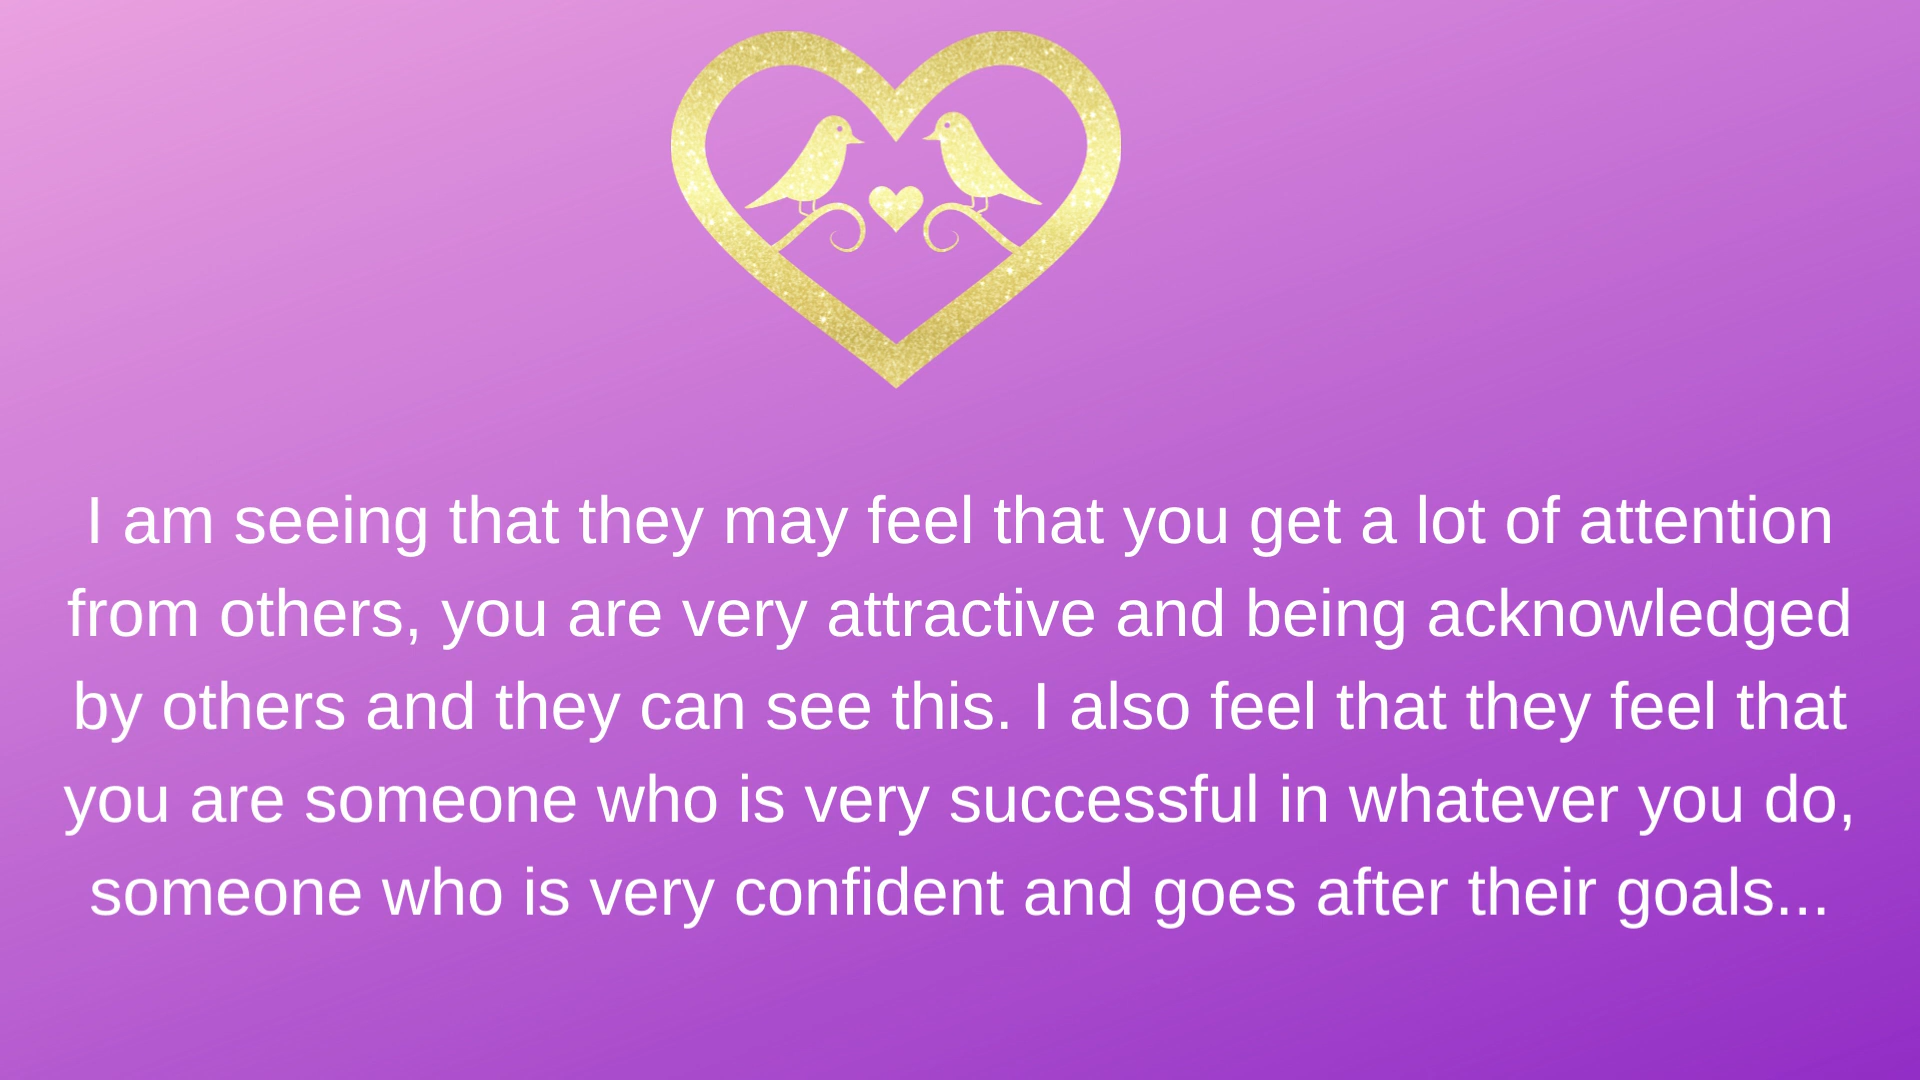 I am seeing that they may feel that you get a lot of attention
from others, you are very attractive and being acknowledged
by others and they can see this. I also feel that they feel that
you are someone who is very successful in whatever you do,
someone who is very confident and goes after their goals...